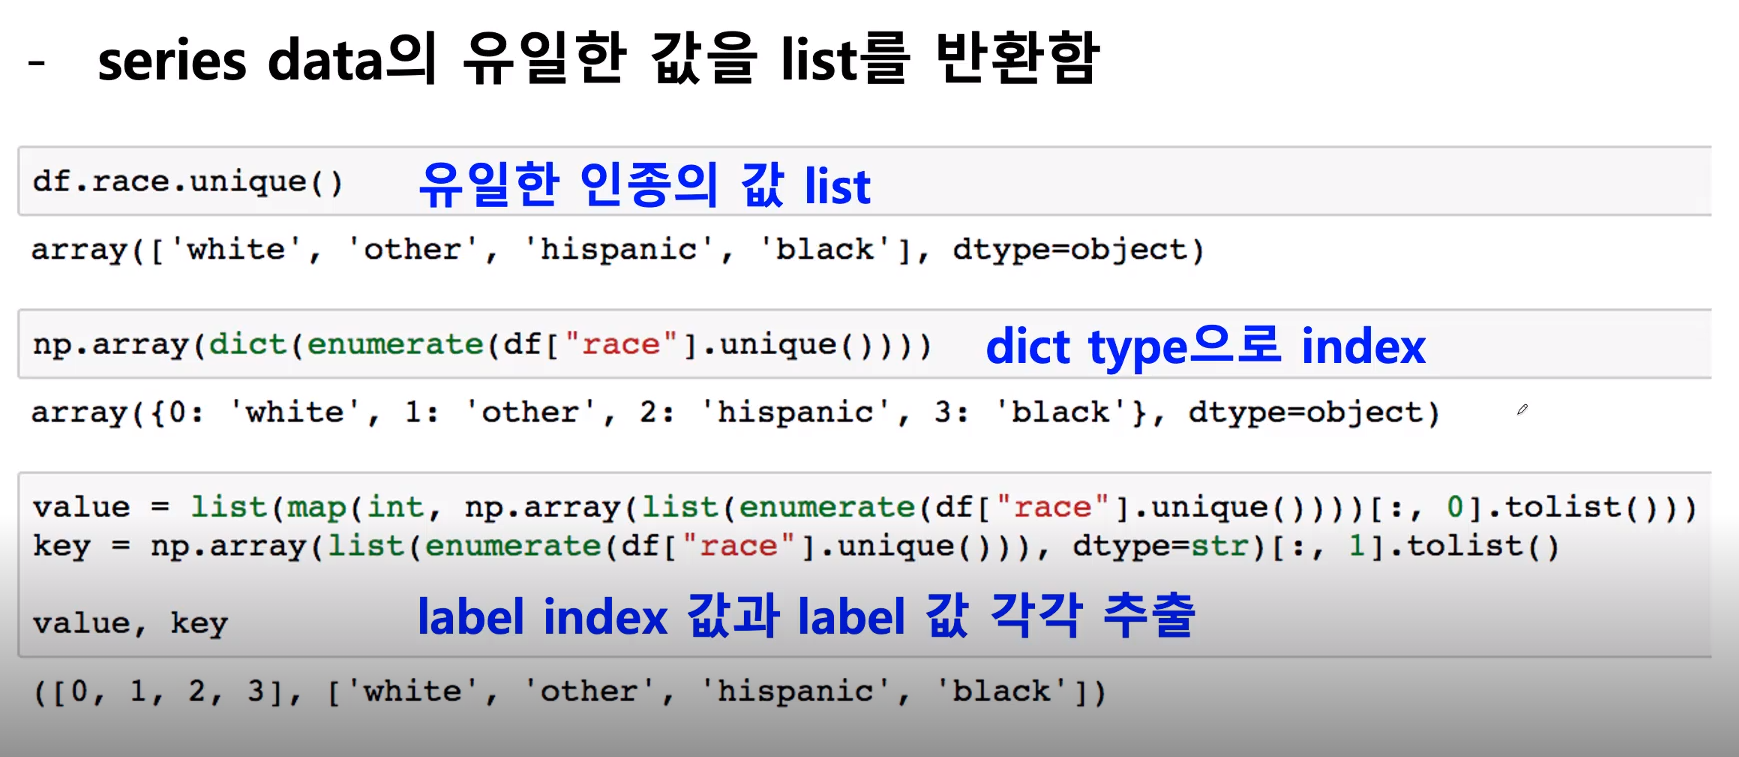 - series data의 유일한 값을 list를 반환함
df.race.unique() 유일한 인종의 값 list
array(['white', 'other', 'hispanic', 'black'], dtype=object)
np.array(dict(enumerate(df["race"].unique()))) dict type으로 index
array({0: 'white', 1: 'other', 2: 'hispanic', 3: 'black'}, dtype=object)
value = list(map(int, np.array(list(enumerate(df["race"].unique())))[:, 0].tolist()))
key = np.array(list(enumerate(df["race"].unique())), dtype=str)[:, 1].tolist()
value, key label index 값과 label 값 각각 추출
([0, 1, 2, 3], ['white', 'other', 'hispanic', 'black'])